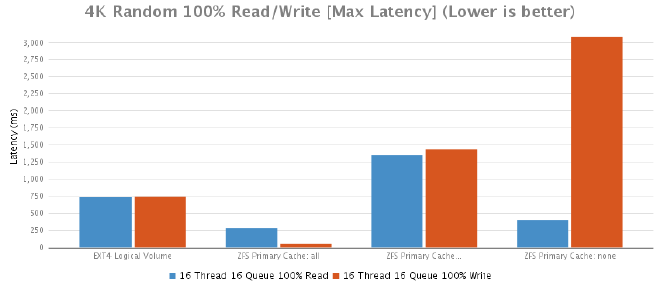 4K Random 100% Read/Write [Max Latency] (Lower is better)
3,000
2,750
2,500
2,250
2,000
1,750
1,500
1,250
1,000
750
500
250
0
Latency (ms)
EXT4 Logical Volume
ZFS Primary Cache: all
ZFS Primary Cache...
ZFS Primary Cache: none
16 Thread 16 Queue 100% Read
16 Thread 16 Queue 100% Write